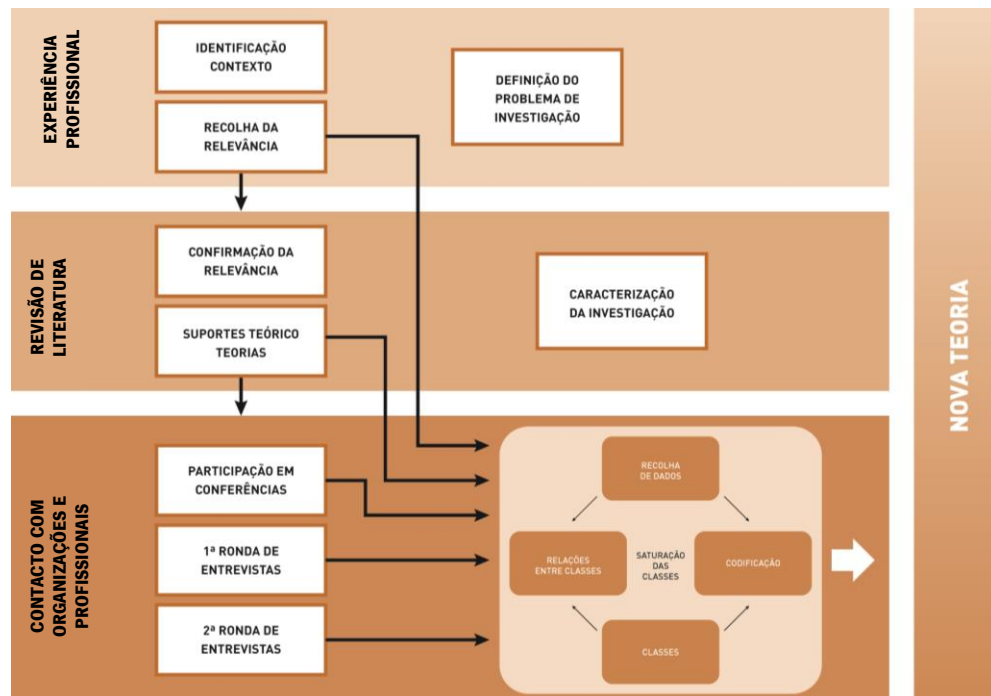 EXPERIÊNCIA
PROFISSIONAL
IDENTIFICAÇÃO
CONTEXTO
RECOLHA DA
RELEVÂNCIA
DEFINIÇÃO DO
PROBLEMA DE
INVESTIGAÇÃO
REVISÃO DE
LITERATURA
CONFIRMAÇÃO DA
RELEVÂNCIA
SUPORTES TEÓRICO
TEORIAS
CARACTERIZAÇÃO
DA INVESTIGAÇÃO
CONTACTO COM
ORGANIZAÇÕES E
PROFISSIONAIS
PARTICIPAÇÃO EM
CONFERÊNCIAS
1ª RONDA DE
ENTREVISTAS
2ª RONDA DE
ENTREVISTAS
RECOLHA
DE DADOS
RELAÇÕES
ENTRE CLASSES
SATURAÇÃO
DAS
CLASSES
CODIFICAÇÃO
CLASSES
NOVA TEORIA